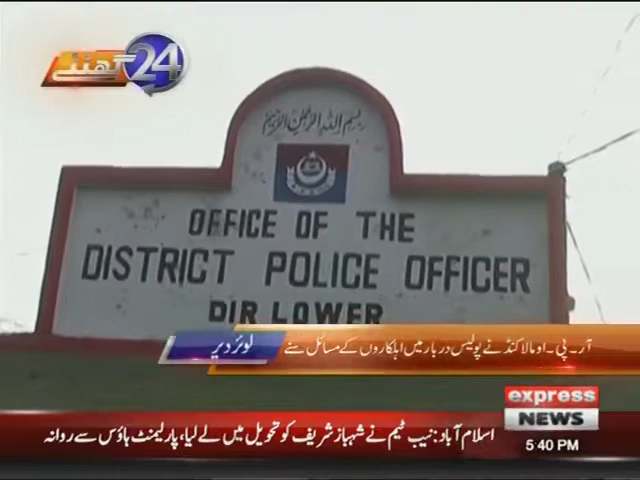 24 گھنٹے
بسم اللہ الرحمٰن الرحیم
OFFICE OF THE
DISTRICT POLICE OFFICER
DIR LOWER
آر۔پی۔او مالاکنڈ نے پولیس دربار میں اہلکاروں کے مسائل سنے
لوئر دیر
express
NEWS
5:40 PM
اسلام آباد: نیب ٹیم نے شہباز شریف کو تحویل میں لے لیا، پارلیمنٹ ہاؤس سے روانہ